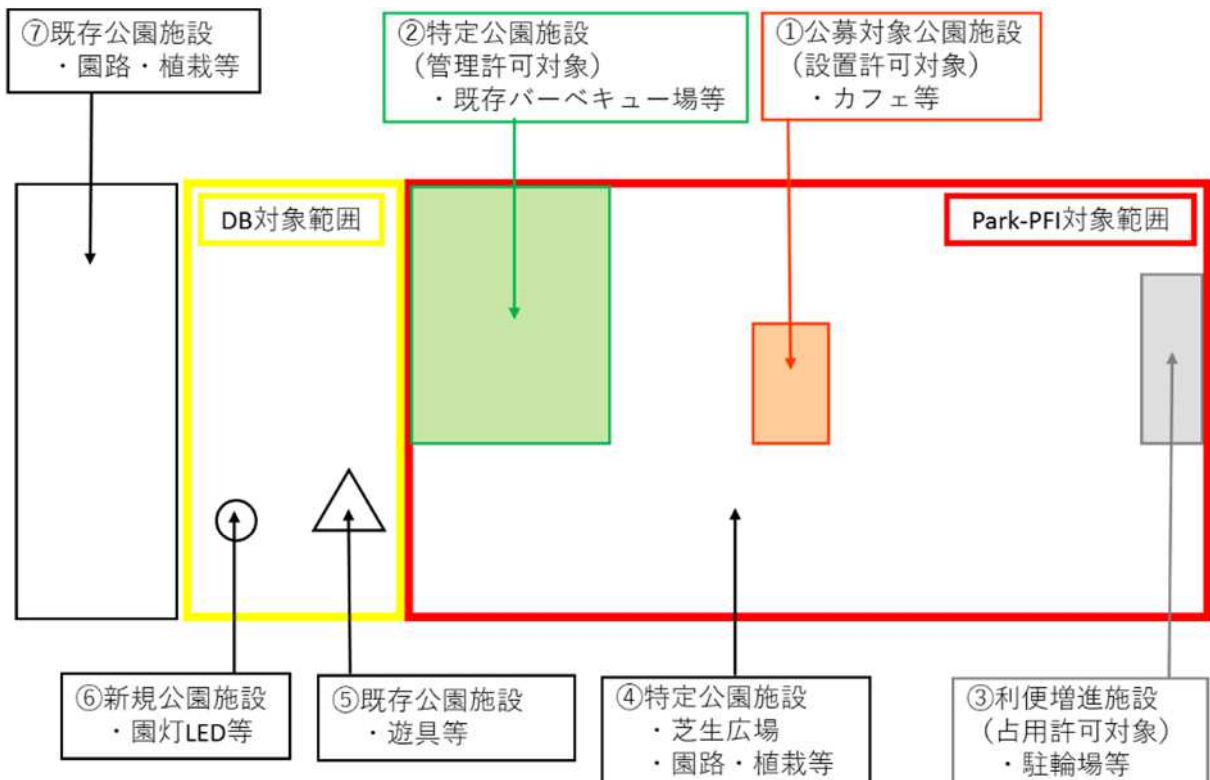 ⑦既存公園施設
・園路・植栽等
②特定公園施設
(管理許可対象)
・既存バーベキュー場等
①公募対象公園施設
(設置許可対象)
・カフェ等
DB対象範囲
Park-PFI対象範囲
⑥新規公園施設
・園灯LED等
⑤既存公園施設
・遊具等
④特定公園施設
・芝生広場
・園路・植栽等
③利便増進施設
(占用許可対象)
・駐輪場等